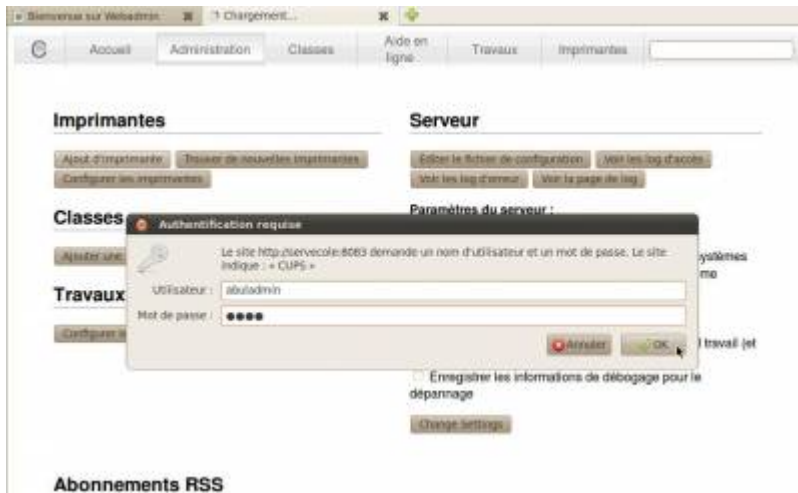 Bienvenue sur Webadmin
Chargement...
Accueil
Administration
Classes
Aide en ligne
Travaux
Imprimantes
Imprimantes
Ajout d'imprimante
Trouver de nouvelles imprimantes
Configurer les imprimantes
Serveur
Éditer le fichier de configuration
Voir les log d'accès
Voir les log d'erreur
Voir la page de log
Paramètres du serveur :
Classes
Ajouter une
Travaux
Configurer le
Authentification requise
Le site http://servecole:8083 demande un nom d'utilisateur et un mot de passe. Le site
indique : « CUPS »
Utilisateur :
abuladmin
Mot de passe :
Annuler
OK
ystèmes
me
l travail (et
Enregistrer les informations de débogage pour le
dépannage
Change Settings
Abonnements RSS